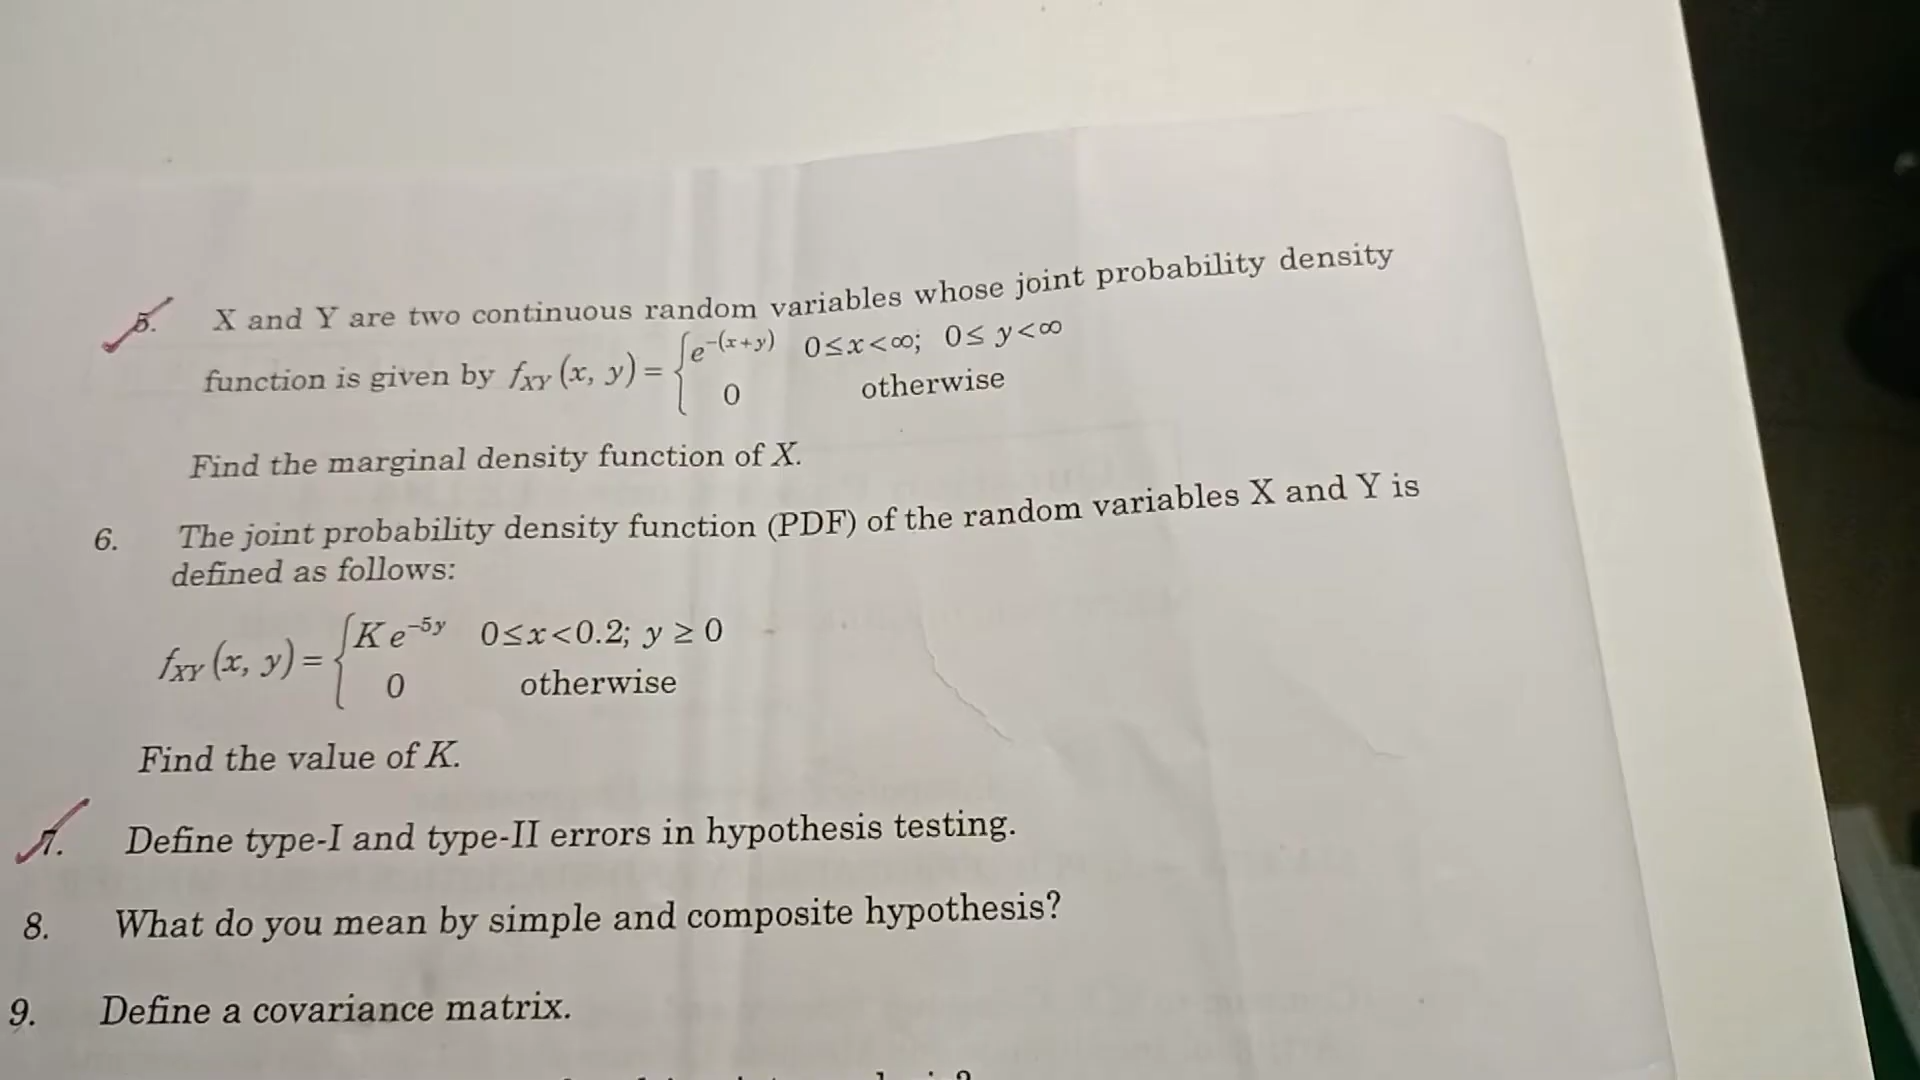 5. X and Y are two continuous random variables whose joint probability density
function is given by f_XY (x, y) = { e^-(x+y) 0≤x<∞; 0≤ y<∞
0 otherwise
Find the marginal density function of X.
6. The joint probability density function (PDF) of the random variables X and Y is
defined as follows:
f_XY (x, y) = { K e^-5y 0≤x<0.2; y ≥ 0
0 otherwise
Find the value of K.
7. Define type-I and type-II errors in hypothesis testing.
8. What do you mean by simple and composite hypothesis?
9. Define a covariance matrix.